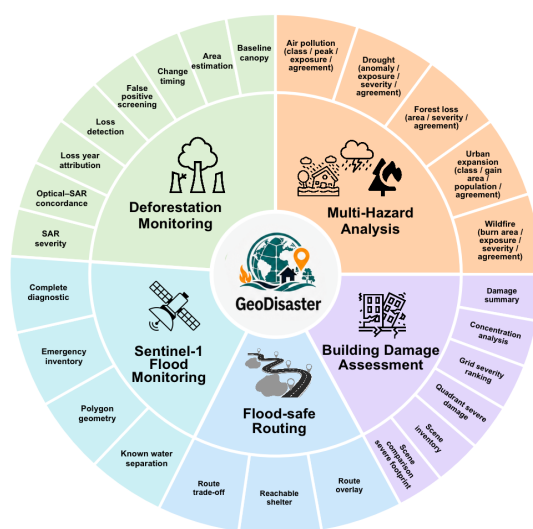 Baseline
canopy
Area
estimation
Change
timing
False
positive
screening
Loss
detection
Loss year
attribution
Optical–SAR
concordance
SAR
severity
Deforestation
Monitoring
Air pollution
(class / peak /
exposure /
agreement)
Drought
(anomaly /
exposure /
severity /
agreement)
Forest loss
(area / severity /
agreement)
Urban
expansion
(class / gain
area /
population /
agreement)
Wildfire
(burn area /
exposure /
severity /
agreement)
Multi-Hazard
Analysis
GeoDisaster
Complete
diagnostic
Emergency
inventory
Polygon
geometry
Known water
separation
Sentinel-1
Flood
Monitoring
Flood-safe
Routing
Route
trade-off
Reachable
shelter
Route
overlay
Building Damage
Assessment
Damage
summary
Concentration
analysis
Grid severity
ranking
Quadrant severe
damage
Scene
inventory
Scene
comparison
severe footprint